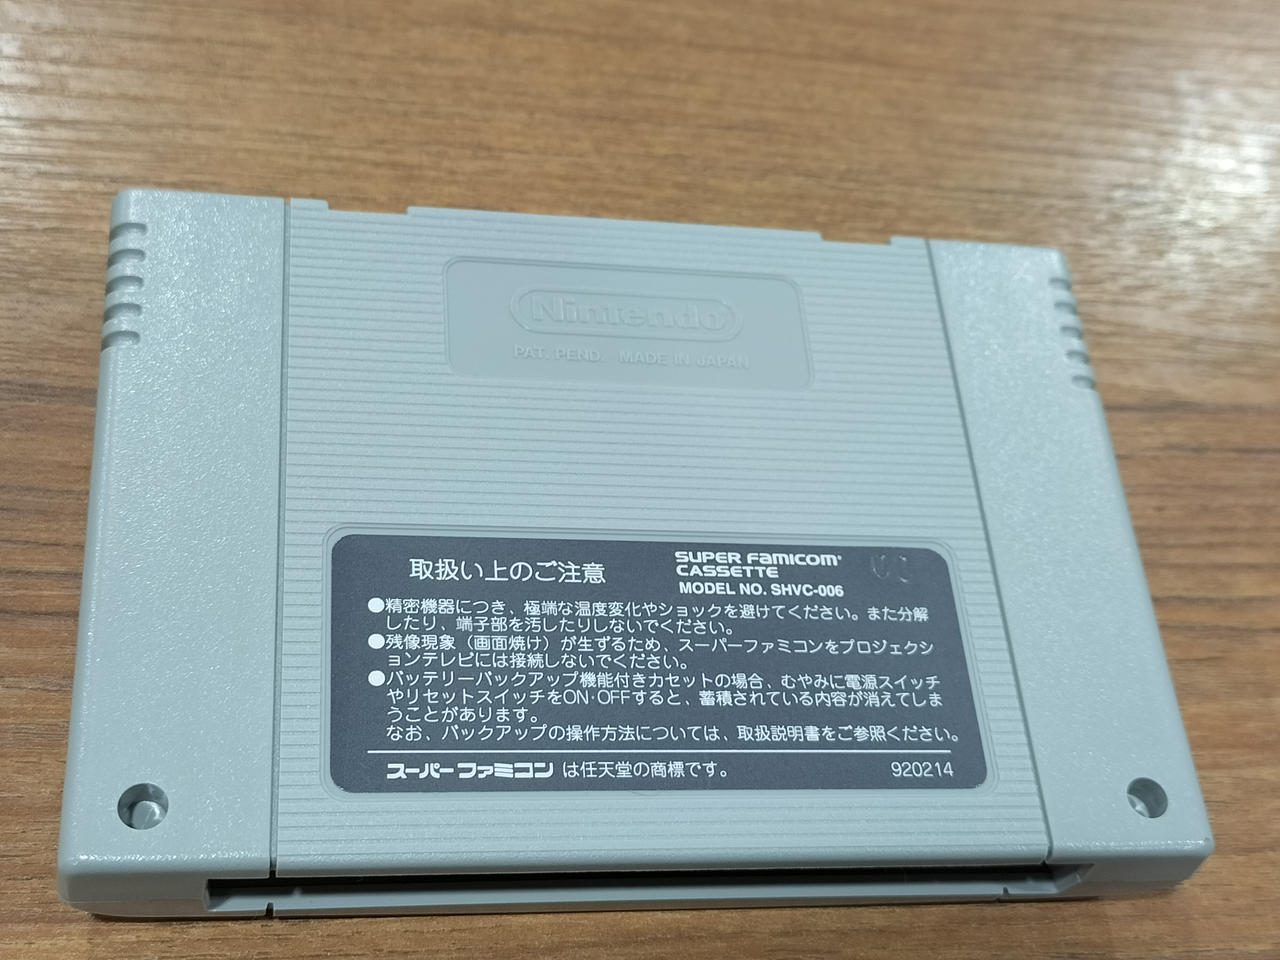 Nintendo
PAT. PEND. MADE IN JAPAN
取扱い上のご注意
SUPER FAMICOM
CASSETTE
MODEL NO. SHVC-006
●精密機器につき、極端な温度変化やショックを避けてください。また分解
したり、端子部を汚したりしないでください。
●残像現象（画面焼け）が生ずるため、スーパーファミコンをプロジェクシ
ョンテレビには接続しないでください。
●バッテリーバックアップ機能付きカセットの場合、むやみに電源スイッチ
やリセットスイッチをON·OFFすると、蓄積されている内容が消えてしま
うことがあります。
なお、バックアップの操作方法については、取扱説明書をご参照ください。
スーパーファミコン は任天堂の商標です。
920214